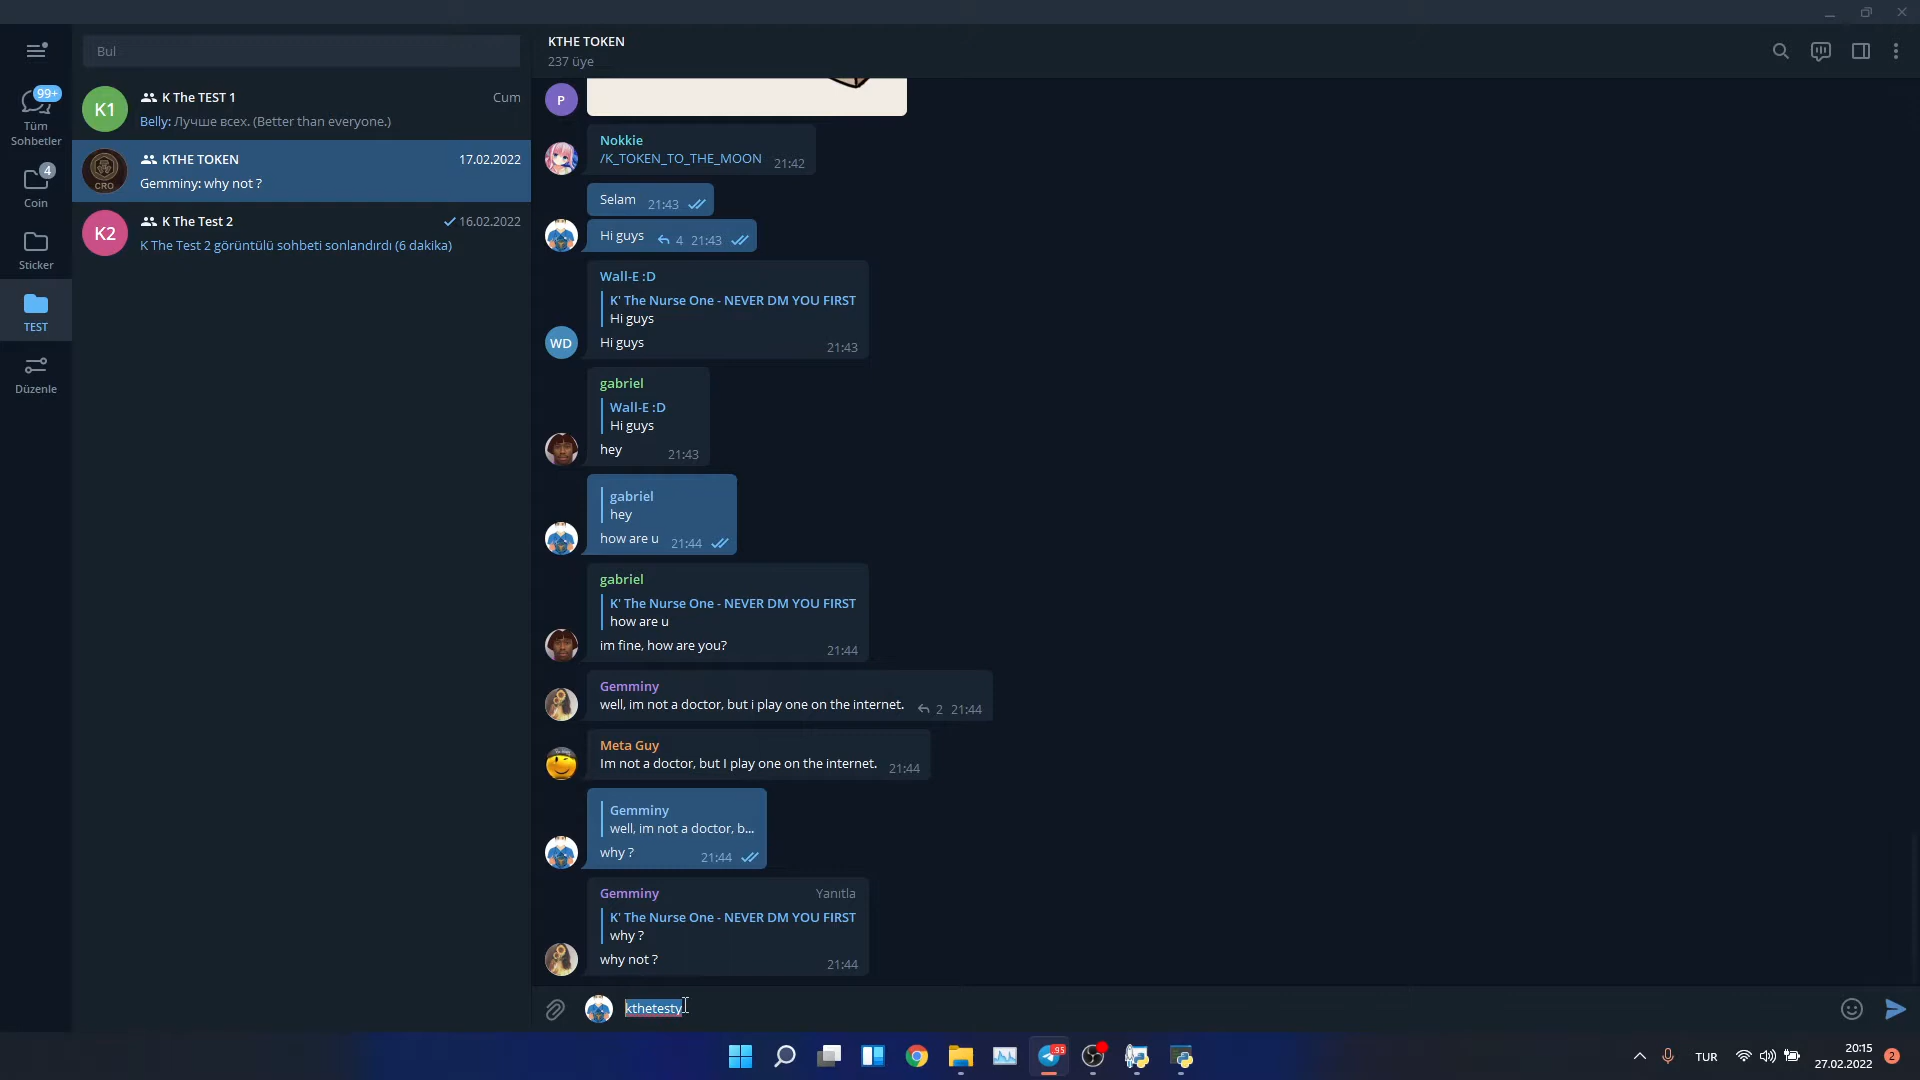 Bul
KTHE TOKEN
237 üye
99+
Tüm
Sohbetler
4
Coin
Sticker
TEST
Düzenle
K1
K The TEST 1
Cum
Belly: Лучше всех. (Better than everyone.)
CRO
KTHE TOKEN
17.02.2022
Gemminy: why not ?
K2
K The Test 2
16.02.2022
K The Test 2 görüntülü sohbeti sonlandırdı (6 dakika)
P
Nokkie
/K_TOKEN_TO_THE_MOON 21:42
Selam 21:43
Hi guys 4 21:43
Wall-E :D
K' The Nurse One - NEVER DM YOU FIRST
Hi guys
WD
Hi guys 21:43
gabriel
Wall-E :D
Hi guys
hey 21:43
gabriel
hey
how are u 21:44
gabriel
K' The Nurse One - NEVER DM YOU FIRST
how are u
im fine, how are you? 21:44
Gemminy
well, im not a doctor, but i play one on the internet. 2 21:44
Meta Guy
Im not a doctor, but I play one on the internet. 21:44
Gemminy
well, im not a doctor, b...
why ? 21:44
Gemminy Yanıtla
K' The Nurse One - NEVER DM YOU FIRST
why ?
why not ? 21:44
kthetesty
95
TUR
20:15
27.02.2022
2